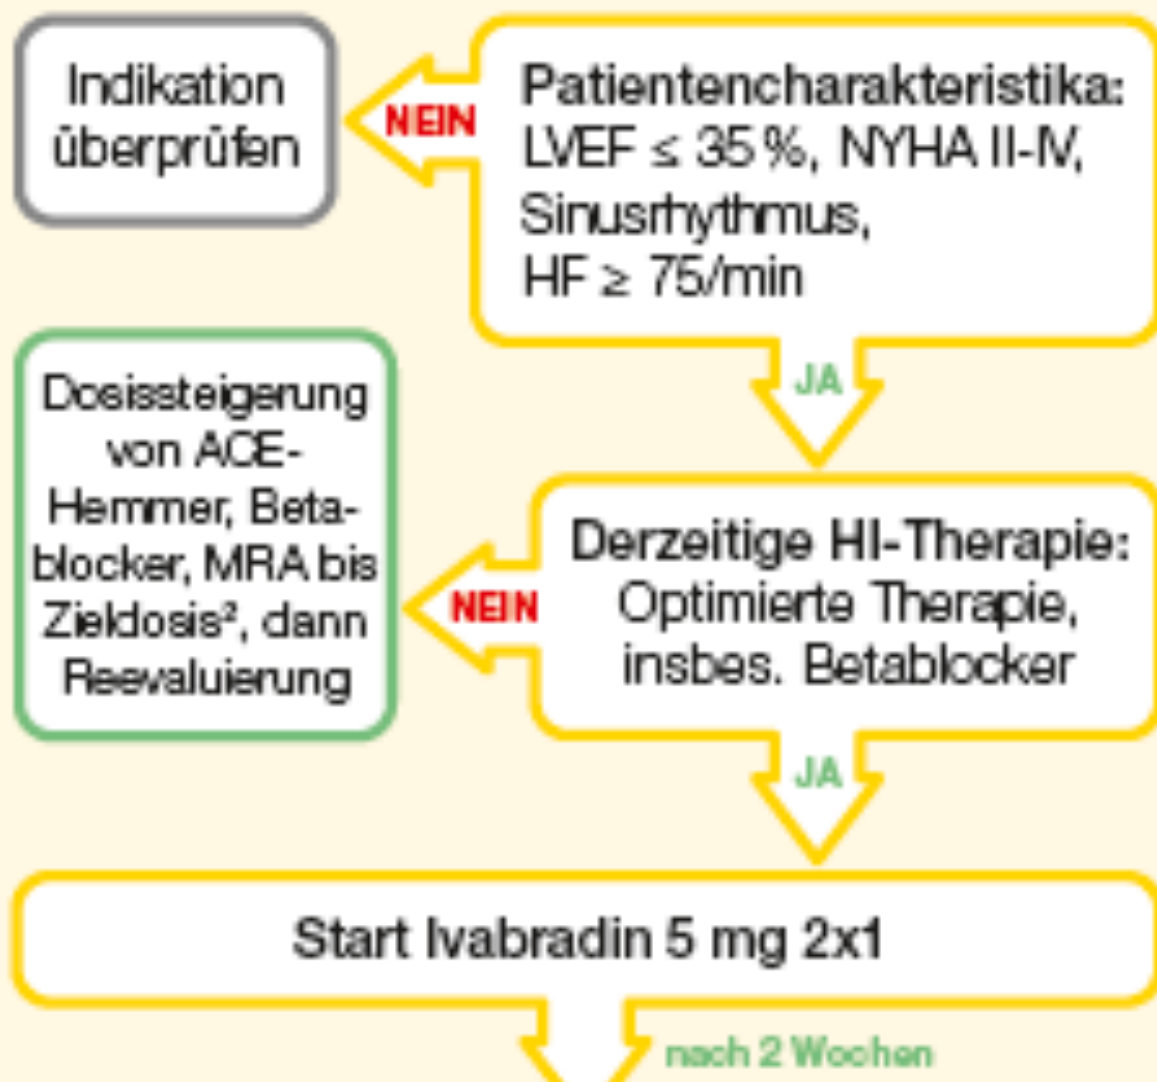 Indikation
überprüfen
NEIN
Patientencharakteristika:
LVEF ≤ 35 %, NYHA II-IV,
Sinusrhythmus,
HF ≥ 75/min
JA
Dosissteigerung
von ACE-
Hemmer, Beta-
blocker, MRA bis
Zieldosis², dann
Reevaluierung
NEIN
Derzeitige HI-Therapie:
Optimierte Therapie,
insbes. Betablocker
JA
Start Ivabradin 5 mg 2x1
nach 2 Wochen